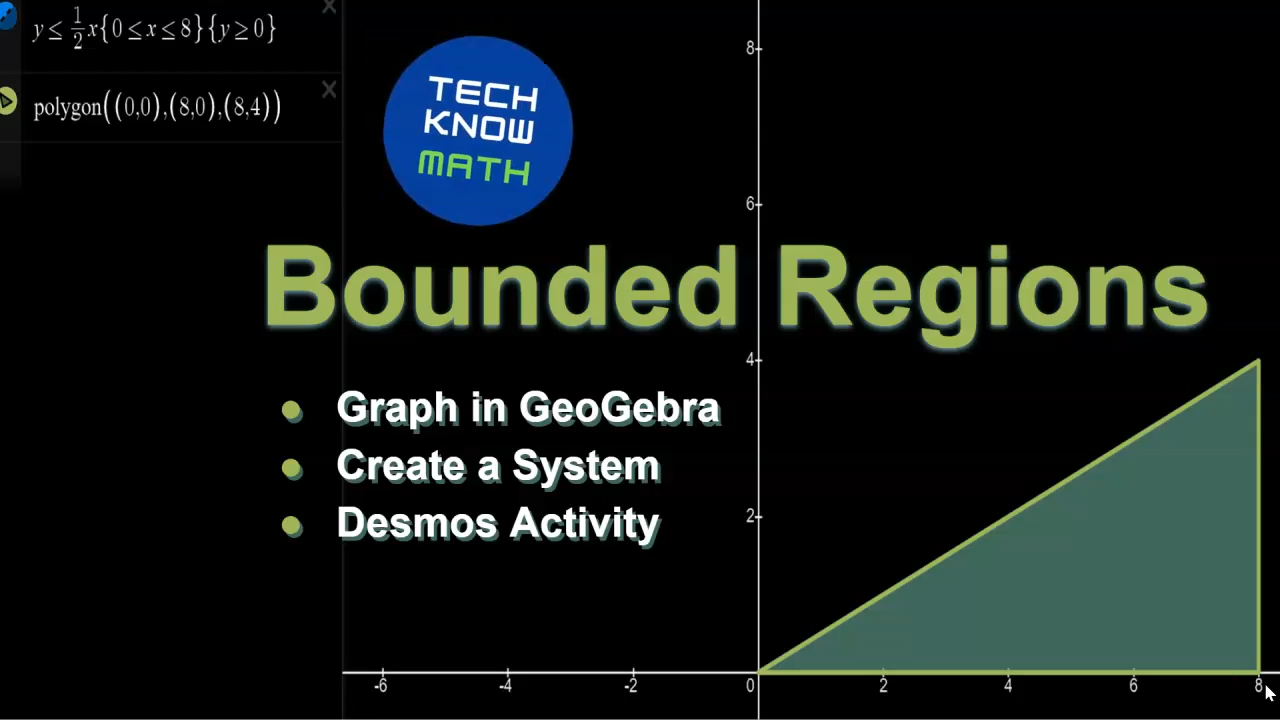 y ≤ 1/2 x{0 ≤ x ≤ 8}{y ≥ 0}
polygon((0,0),(8,0),(8,4))
TECH
KNOW
MATH
Bounded Regions
Graph in GeoGebra
Create a System
Desmos Activity
8
6
4
2
-6 -4 -2 0 2 4 6 8